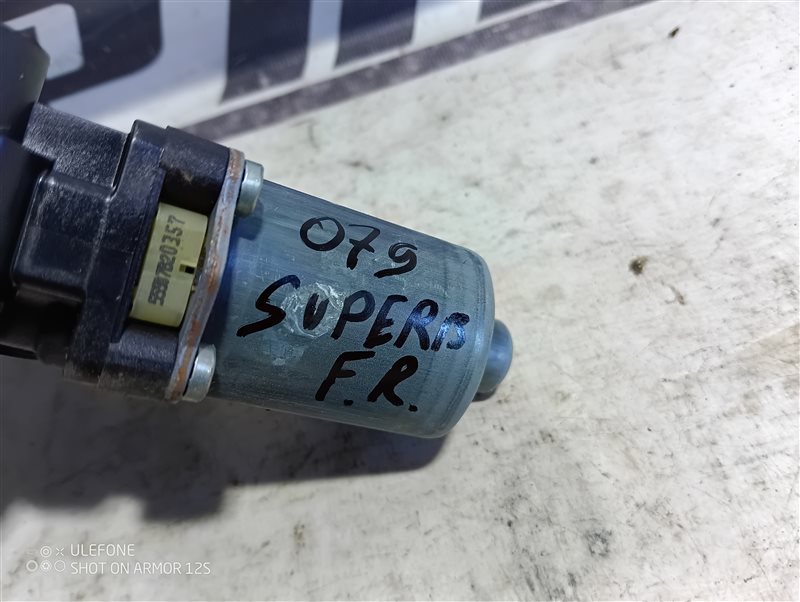 079
SUPERB
F.R.
ULEFONE
SHOT ON ARMOR 12S